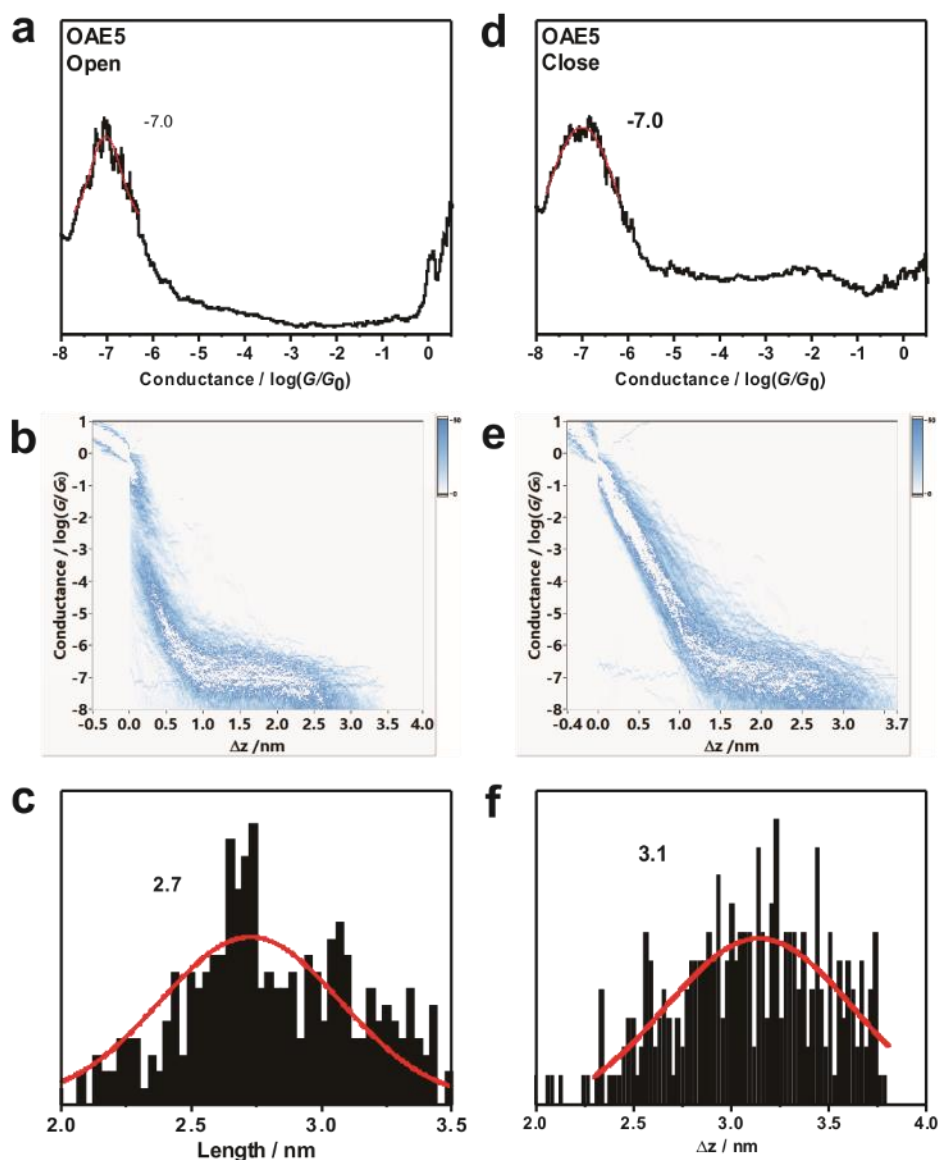 a
OAE5
Open
-7.0
-8 -7 -6 -5 -4 -3 -2 -1 0
Conductance / log(G/G0)
d
OAE5
Close
-7.0
-8 -7 -6 -5 -4 -3 -2 -1 0
Conductance / log(G/G0)
b
Conductance / log(G/G0)
1
0
-1
-2
-3
-4
-5
-6
-7
-8
-0.5 0.0 0.5 1.0 1.5 2.0 2.5 3.0 4.0
Δz /nm
0
e
Conductance / log(G/G0)
1
0
-1
-2
-3
-4
-5
-6
-7
-8
-0.4 0.0 0.5 1.0 1.5 2.0 2.5 3.0 3.7
Δz /nm
0
c
2.7
2.0 2.5 3.0 3.5
Length / nm
f
3.1
2.0 2.5 3.0 3.5 4.0
Δz / nm